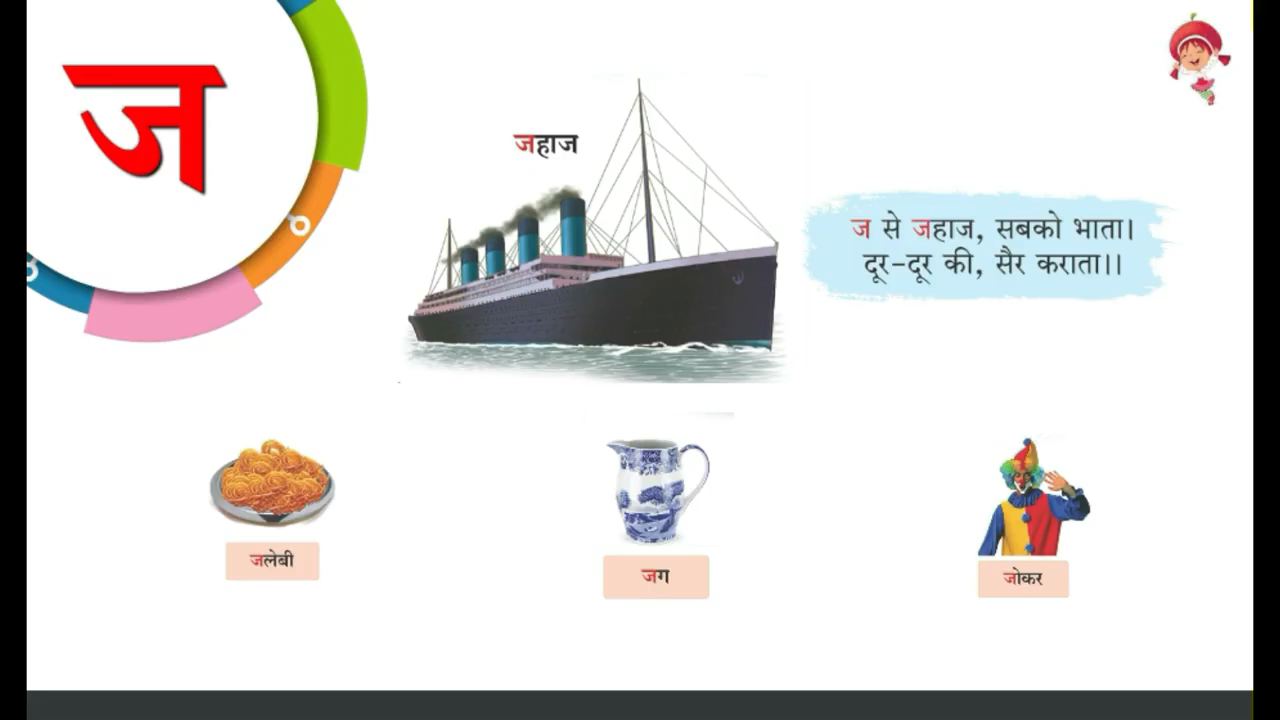 ज
जहाज
ज से जहाज, सबको भाता।
दूर-दूर की, सैर कराता।।
जलेबी
जग
जोकर